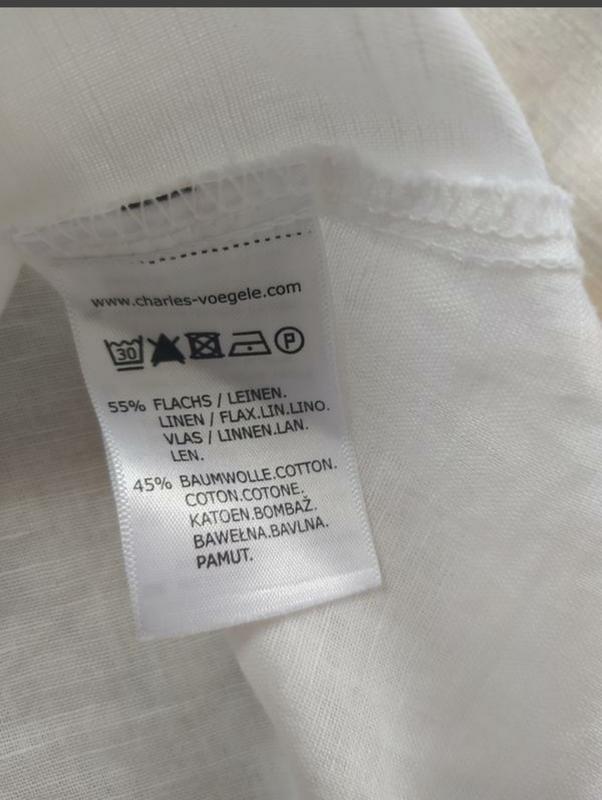 www.charles-voegele.com
30 P
55% FLACHS / LEINEN.
LINEN / FLAX.LIN.LINO.
VLAS / LINNEN.LAN.
LEN.
45% BAUMWOLLE.COTTON.
COTON.COTONE.
KATOEN.BOMBAŽ.
BAWEŁNA.BAVLNA.
PAMUT.